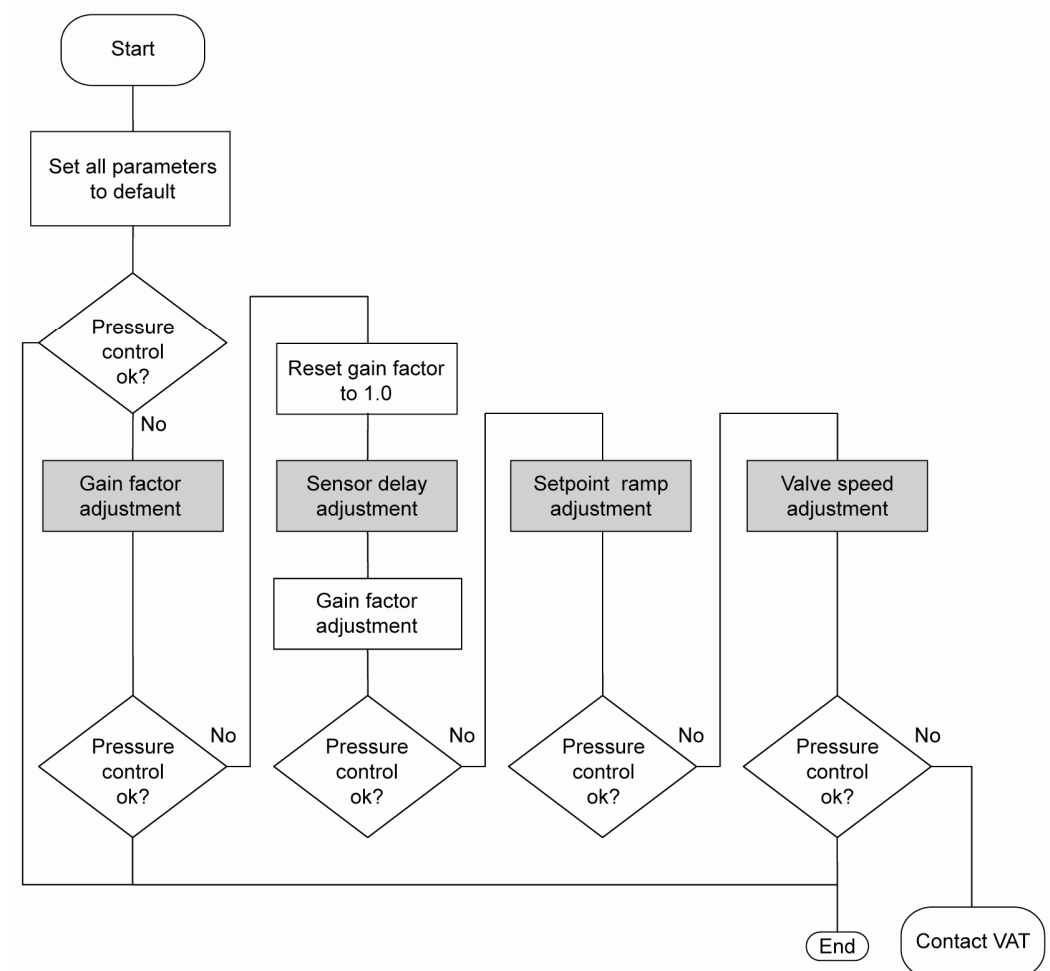 Start
Set all parameters
to default
Pressure
control
ok?
No
Gain factor
adjustment
Pressure
control
ok?
No
Reset gain factor
to 1.0
Sensor delay
adjustment
Gain factor
adjustment
Pressure
control
ok?
No
Setpoint ramp
adjustment
Pressure
control
ok?
No
Valve speed
adjustment
Pressure
control
ok?
No
End
Contact VAT